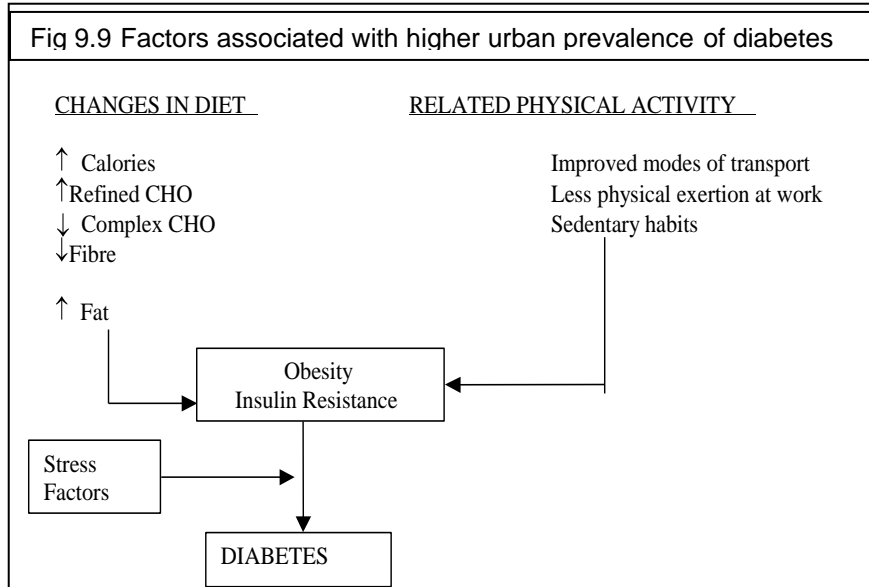 Fig 9.9 Factors associated with higher urban prevalence of diabetes
CHANGES IN DIET
↑ Calories
↑Refined CHO
↓ Complex CHO
↓Fibre
↑ Fat
RELATED PHYSICAL ACTIVITY
Improved modes of transport
Less physical exertion at work
Sedentary habits
Obesity
Insulin Resistance
Stress
Factors
DIABETES